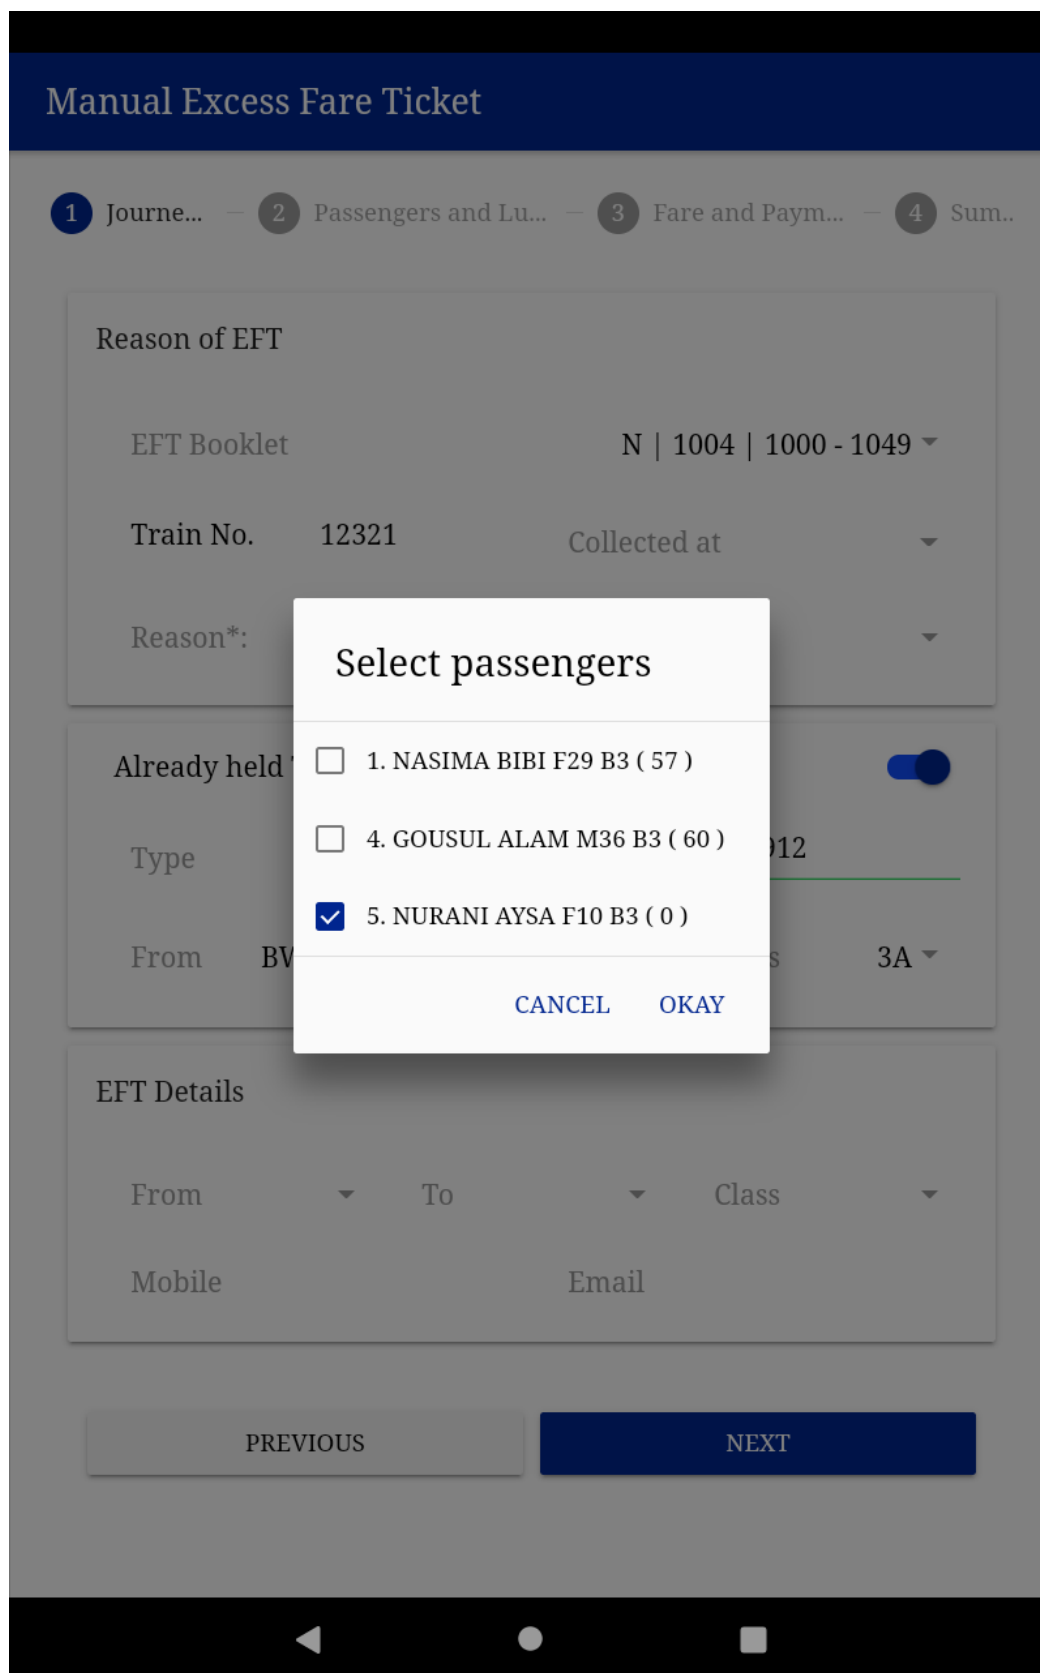 Manual Excess Fare Ticket
1 Journe... 2 Passengers and Lu... 3 Fare and Paym... 4 Sum..
Reason of EFT
EFT Booklet N | 1004 | 1000 - 1049
Train No. 12321 Collected at
Reason*:
Select passengers
Already held
1. NASIMA BIBI F29 B3 ( 57 )
4. GOUSUL ALAM M36 B3 ( 60 )
Type 912
5. NURANI AYSA F10 B3 ( 0 )
From 3A
CANCEL OKAY
EFT Details
From To Class
Mobile Email
PREVIOUS NEXT